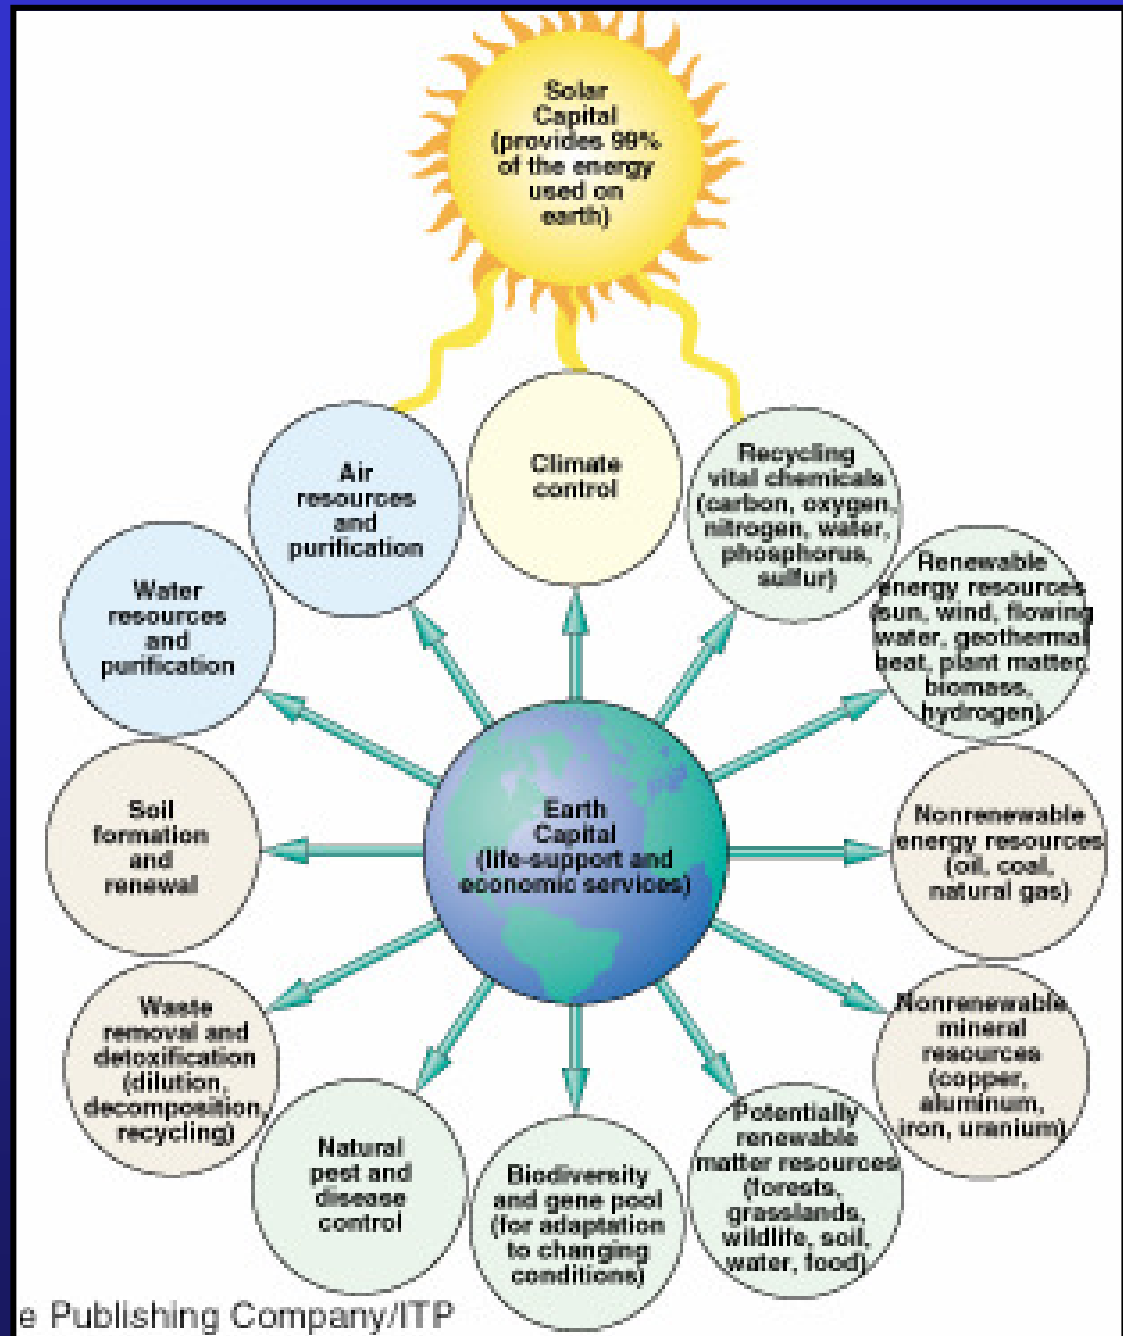 Solar
Capital
(provides 99%
of the energy
used on
earth)
Climate
control
Air
resources
and
purification
Recycling
vital chemicals
(carbon, oxygen,
nitrogen, water,
phosphorus,
sulfur)
Water
resources
and
purification
Renewable
energy resources
(sun, wind, flowing
water, geothermal
heat, plant matter,
biomass,
hydrogen)
Soil
formation
and
renewal
Earth
Capital
(life-support and
economic services)
Nonrenewable
energy resources
(oil, coal,
natural gas)
Waste
removal and
detoxification
(dilution,
decomposition,
recycling)
Nonrenewable
mineral
resources
(copper,
aluminum,
iron, uranium)
Natural
pest and
disease
control
Biodiversity
and gene pool
(for adaptation
to changing
conditions)
Potentially
renewable
matter resources
(forests,
grasslands,
wildlife, soil,
water, food)
e Publishing Company/ITP